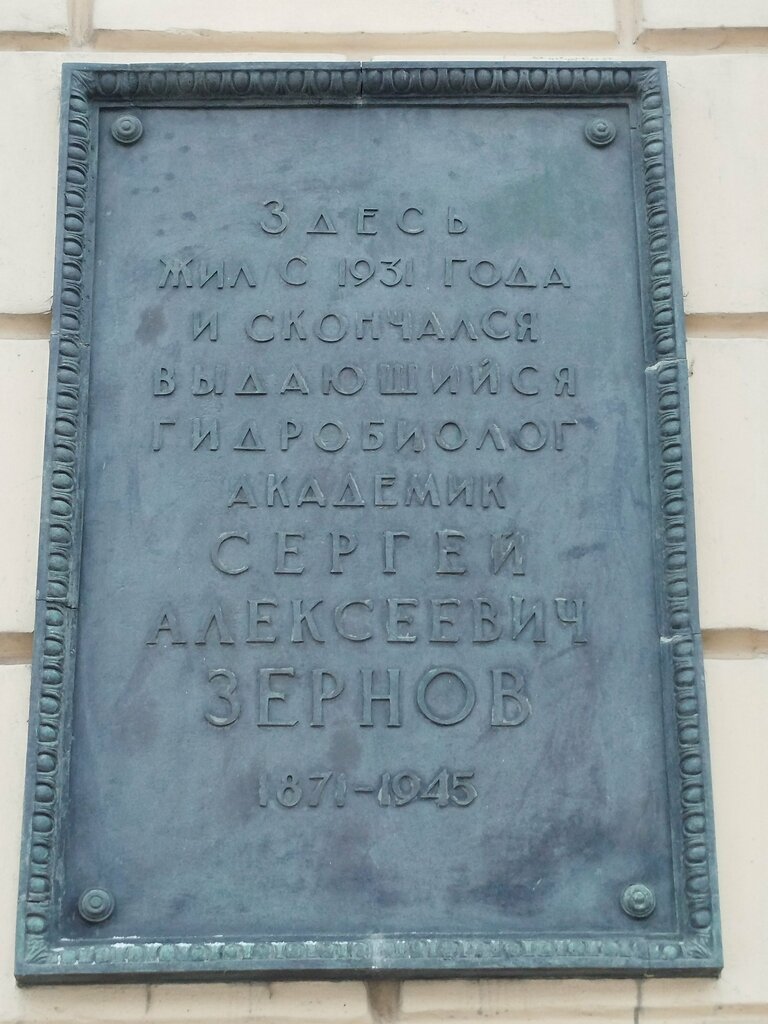 Здесь
жил с 1931 года
и скончался
выдающийся
гидробиолог
академик
СЕРГЕЙ
АЛЕКСЕЕВИЧ
ЗЕРНОВ
1871-1945